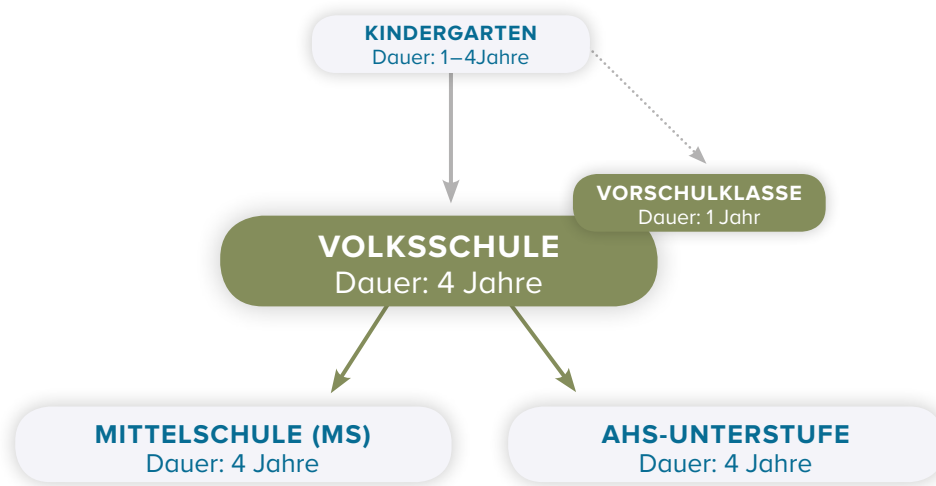 KINDERGARTEN
Dauer: 1–4Jahre
VORSCHULKLASSE
Dauer: 1 Jahr
VOLKSSCHULE
Dauer: 4 Jahre
MITTELSCHULE (MS)
Dauer: 4 Jahre
AHS-UNTERSTUFE
Dauer: 4 Jahre